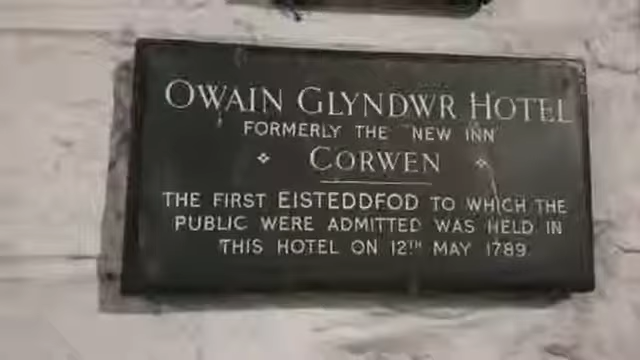 OWAIN GLYNDWR HOTEL
FORMERLY THE "NEW INN"
CORWEN
THE FIRST EISTEDDFOD TO WHICH THE
PUBLIC WERE ADMITTED WAS HELD IN
THIS HOTEL ON 12TH MAY 1789.